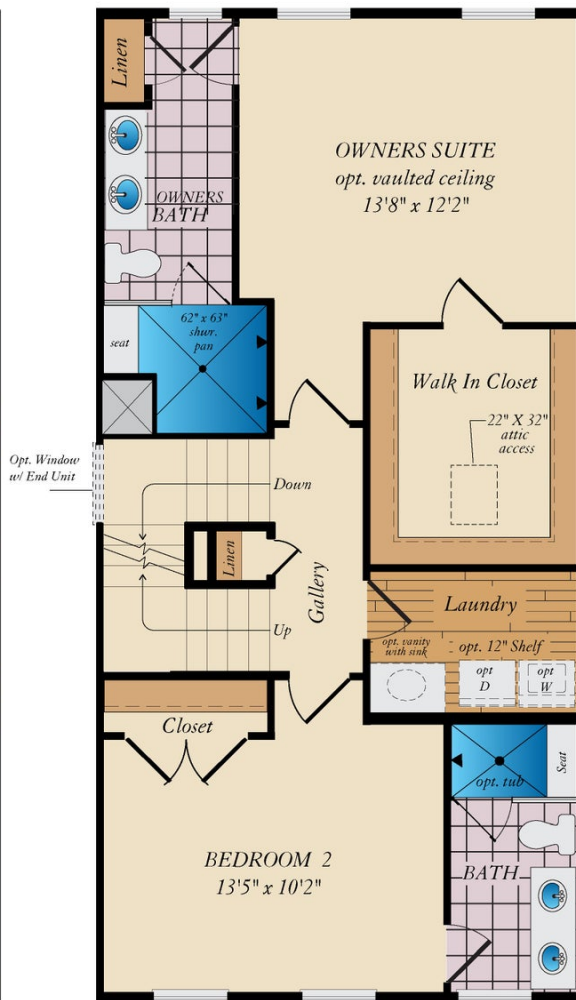 Linen
OWNERS SUITE
opt. vaulted ceiling
13'8" x 12'2"
OWNERS
BATH
62" x 63"
shwr.
pan
seat
Walk In Closet
22" X 32"
attic
access
Opt. Window
w/ End Unit
Down
Linen
Gallery
Up
Laundry
opt. vanity
with sink
opt. 12" Shelf
opt
D
opt
W
Closet
opt. tub
Seat
BEDROOM 2
13'5" x 10'2"
BATH